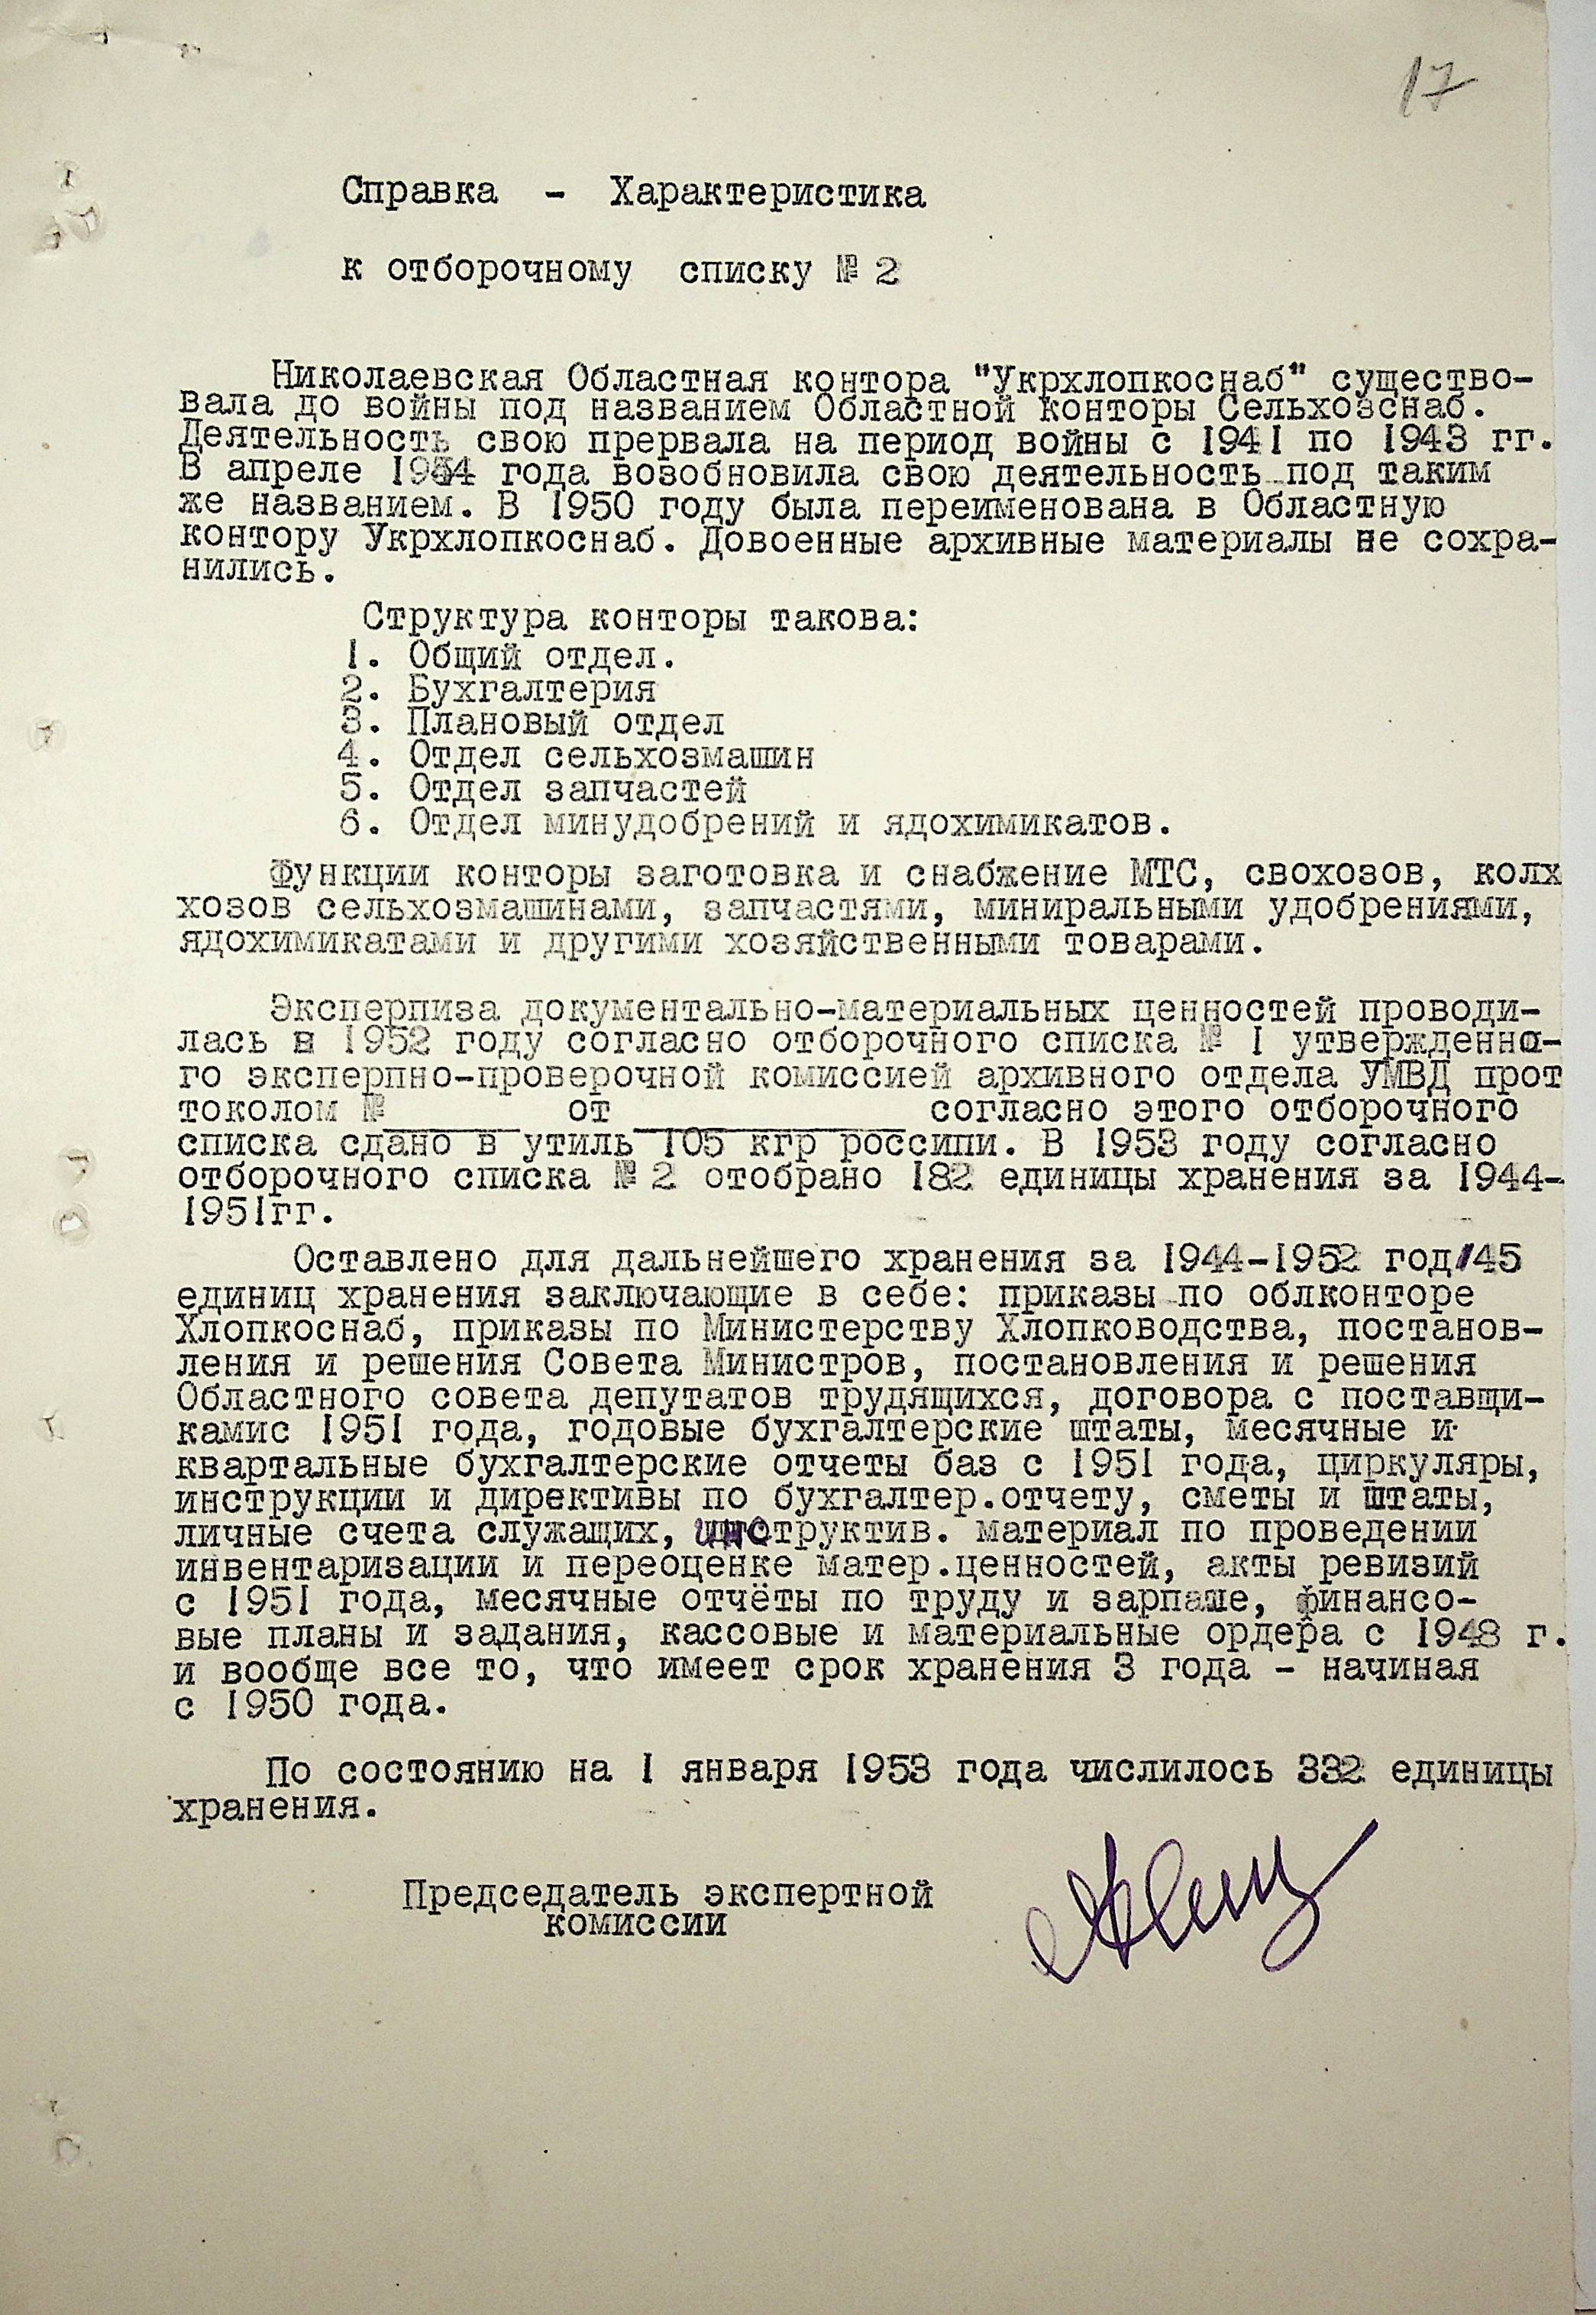 17
Справка - Характеристика
к отборочному списку № 2
Николаевская Областная контора "Укрхлопкоснаб" существо-
вала до войны под названием Областной конторы Сельхозснаб.
Деятельность свою прервала на период войны с 1941 по 1943 гг.
В апреле 1954 года возобновила свою деятельность под таким
же названием. В 1950 году была переименована в Областную
контору Укрхлопкоснаб. Довоенные архивные материалы не сохра-
нились.
Структура конторы такова:
1. Общий отдел.
2. Бухгалтерия
3. Плановый отдел
4. Отдел сельхозмашин
5. Отдел запчастей
6. Отдел минудобрений и ядохимикатов.
Функции конторы заготовка и снабжение МТС, свохозов, колх
хозов сельхозмашинами, запчастями, миниральными удобрениями,
ядохимикатами и другими хозяйственными товарами.
Эксперпиза документально-материальных ценностей проводи-
лась в 1952 году согласно отборочного списка № 1 утвержденно-
го эксперпно-проверочной комиссией архивного отдела УМВД прот
токолом №______ от ____________ согласно этого отборочного
списка сдано в утиль 105 кгр россипи. В 1953 году согласно
отборочного списка № 2 отобрано 182 единицы хранения за 1944-
1951гг.
Оставлено для дальнейшего хранения за 1944-1952 год 145
единиц хранения заключающие в себе: приказы по облконторе
Хлопкоснаб, приказы по Министерству Хлопководства, постанов-
ления и решения Совета Министров, постановления и решения
Областного совета депутатов трудящихся, договора с поставщи-
камис 1951 года, годовые бухгалтерские штаты, месячные и
квартальные бухгалтерские отчеты баз с 1951 года, циркуляры,
инструкции и директивы по бухгалтер.отчету, сметы и штаты,
личные счета служащих, инструктив. материал по проведении
инвентаризации и переоценке матер.ценностей, акты ревизий
с 1951 года, месячные отчёты по труду и зарпаше, финансо-
вые планы и задания, кассовые и материальные ордера с 1948 г.
и вообще все то, что имеет срок хранения 3 года - начиная
с 1950 года.
По состоянию на 1 января 1953 года числилось 332 единицы
хранения.
Председатель экспертной
комиссии